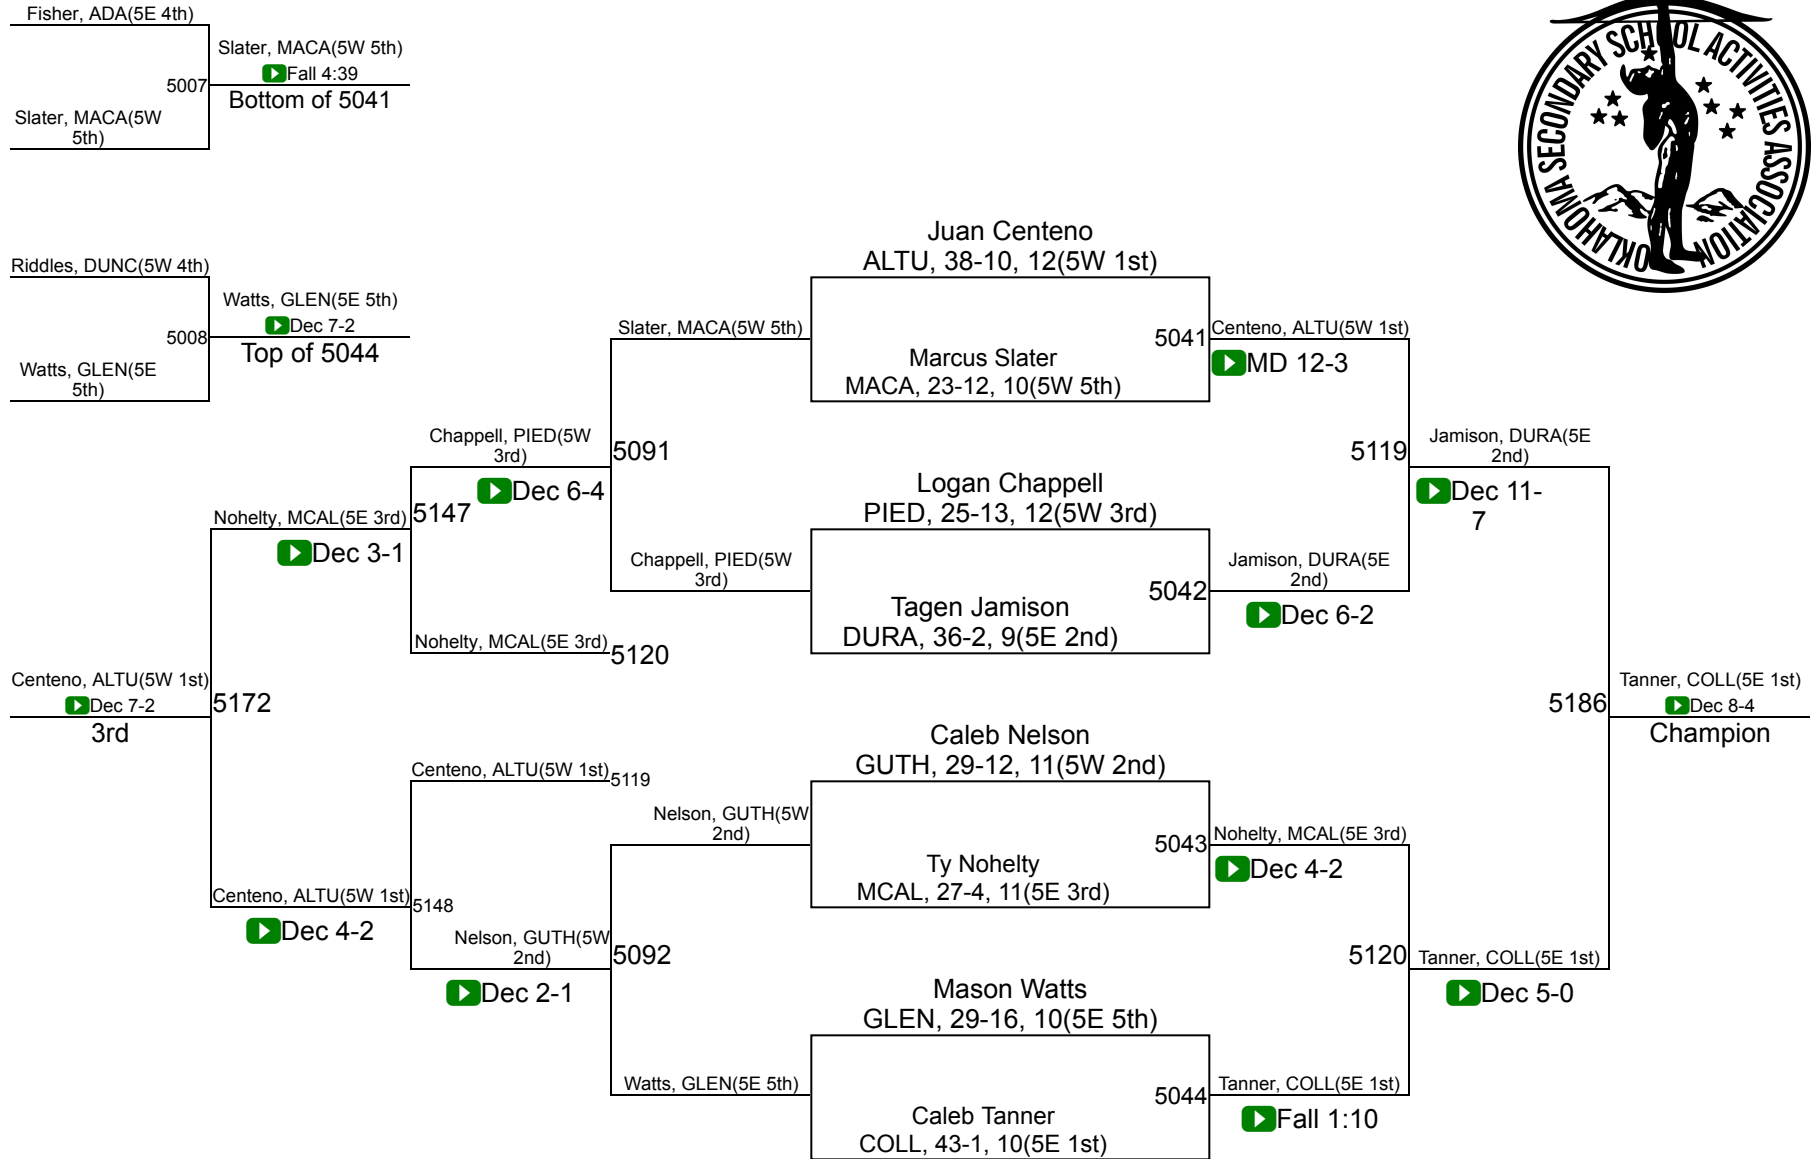 Fisher, ADA(5E 4th)
Slater, MACA(5W 5th)
Fall 4:39
5007
Bottom of 5041
Slater, MACA(5W
5th)
OKLAHOMA SECONDARY SCHOOL ACTIVITIES ASSOCIATION
Riddles, DUNC(5W 4th)
Watts, GLEN(5E 5th)
Dec 7-2
5008
Top of 5044
Watts, GLEN(5E
5th)
Juan Centeno
ALTU, 38-10, 12(5W 1st)
Slater, MACA(5W 5th)
5041
Centeno, ALTU(5W 1st)
MD 12-3
Marcus Slater
MACA, 23-12, 10(5W 5th)
Chappell, PIED(5W
3rd)
5091
Dec 6-4
5119
Jamison, DURA(5E
2nd)
Dec 11-
7
Logan Chappell
PIED, 25-13, 12(5W 3rd)
Nohelty, MCAL(5E 3rd)
5147
Dec 3-1
Chappell, PIED(5W
3rd)
5042
Jamison, DURA(5E
2nd)
Dec 6-2
Tagen Jamison
DURA, 36-2, 9(5E 2nd)
Nohelty, MCAL(5E 3rd)
5120
Centeno, ALTU(5W 1st)
Dec 7-2
3rd
5172
5186
Tanner, COLL(5E 1st)
Dec 8-4
Champion
Caleb Nelson
GUTH, 29-12, 11(5W 2nd)
Centeno, ALTU(5W 1st)
5119
Nelson, GUTH(5W
2nd)
5043
Nohelty, MCAL(5E 3rd)
Dec 4-2
Ty Nohelty
MCAL, 27-4, 11(5E 3rd)
Centeno, ALTU(5W 1st)
5148
Dec 4-2
Nelson, GUTH(5W
2nd)
5092
Dec 2-1
5120
Tanner, COLL(5E 1st)
Dec 5-0
Mason Watts
GLEN, 29-16, 10(5E 5th)
Watts, GLEN(5E 5th)
5044
Tanner, COLL(5E 1st)
Fall 1:10
Caleb Tanner
COLL, 43-1, 10(5E 1st)